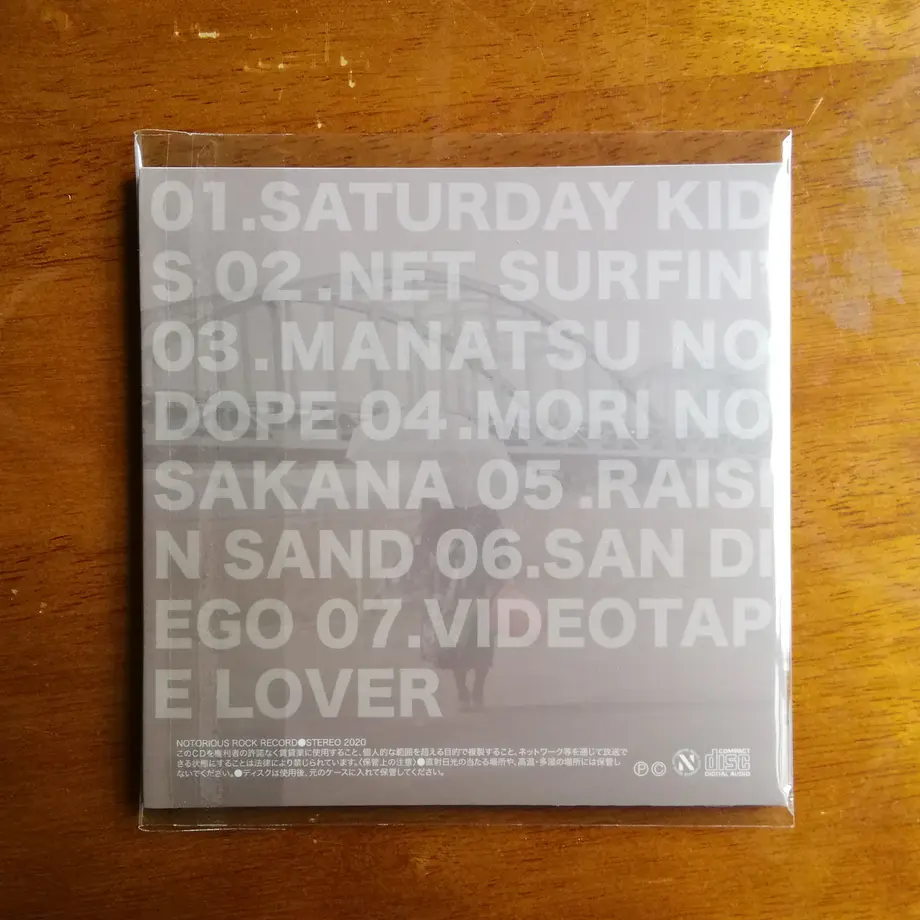 01.SATURDAY KID
S 02.NET SURFIN'
03.MANATSU NO
DOPE 04.MORI NO
SAKANA 05.RAISI
N SAND 06.SAN DI
EGO 07.VIDEOTAP
E LOVER
NOTORIOUS ROCK RECORD●STEREO 2020
このCDを権利者の許諾なく賃貸業に使用すること、個人的な範囲を超える目的で複製すること、ネットワーク等を通じて放送で
きる状態にすることは法律により禁じられています。〈保管上の注意〉●直射日光の当たる場所や、高温・多湿の場所には保管し
ないでください。●ディスクは使用後、元のケースに入れて保管してください。
Ⓟ Ⓒ N COMPACT
disc
DIGITAL AUDIO